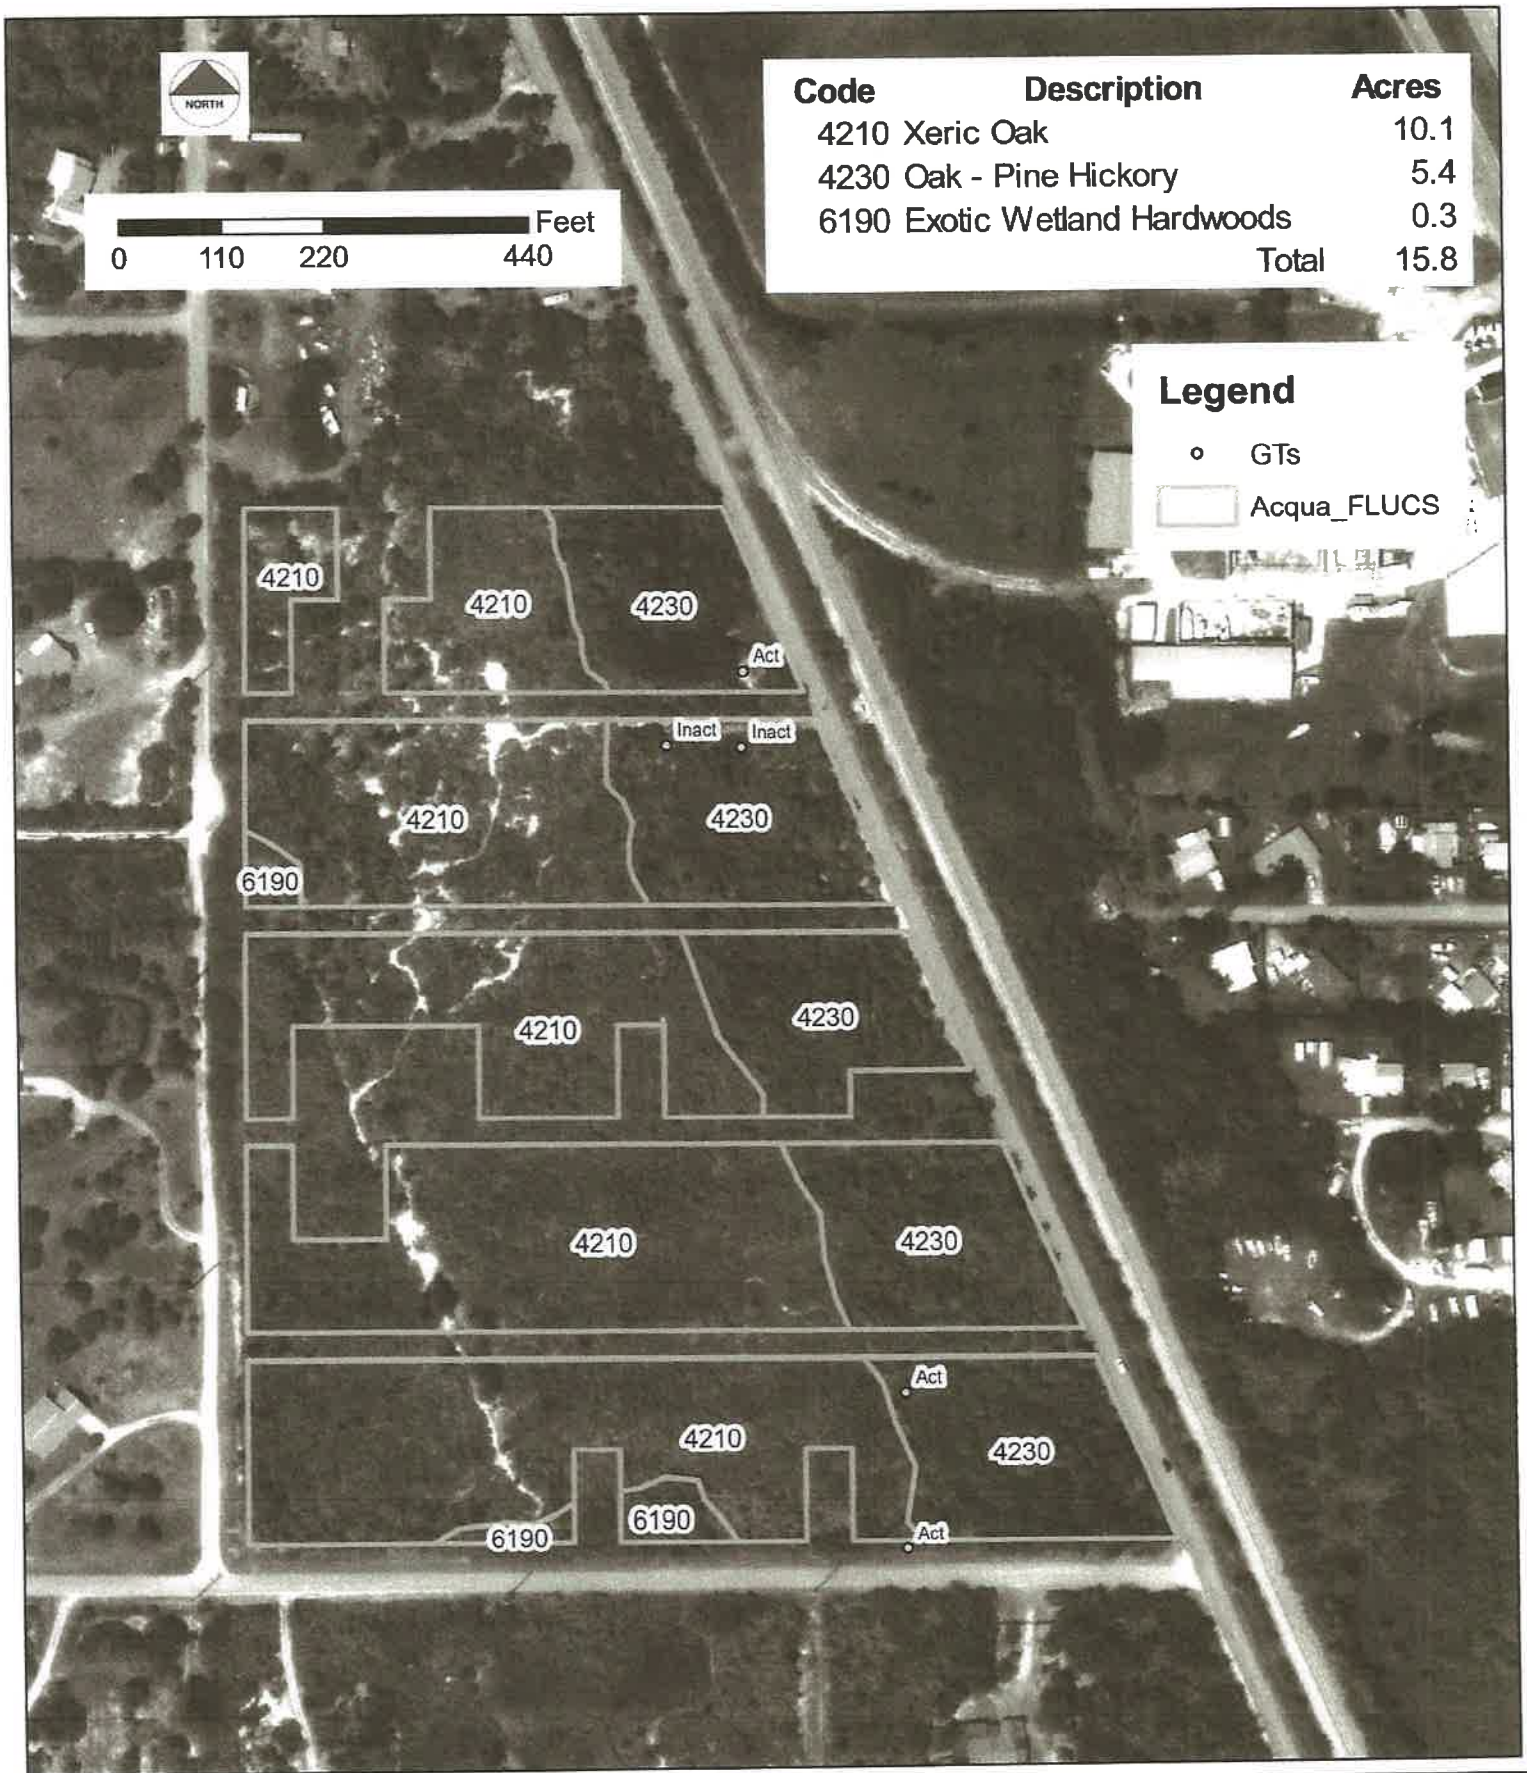 NORTH
Feet
0 110 220 440
Code Description Acres
4210 Xeric Oak 10.1
4230 Oak - Pine Hickory 5.4
6190 Exotic Wetland Hardwoods 0.3
Total 15.8
Legend
GTs
Acqua_FLUCS
4210
4210
4230
Act
Inact
Inact
4210
4230
6190
4210
4230
4210
4230
Act
4210
4230
6190
6190
Act